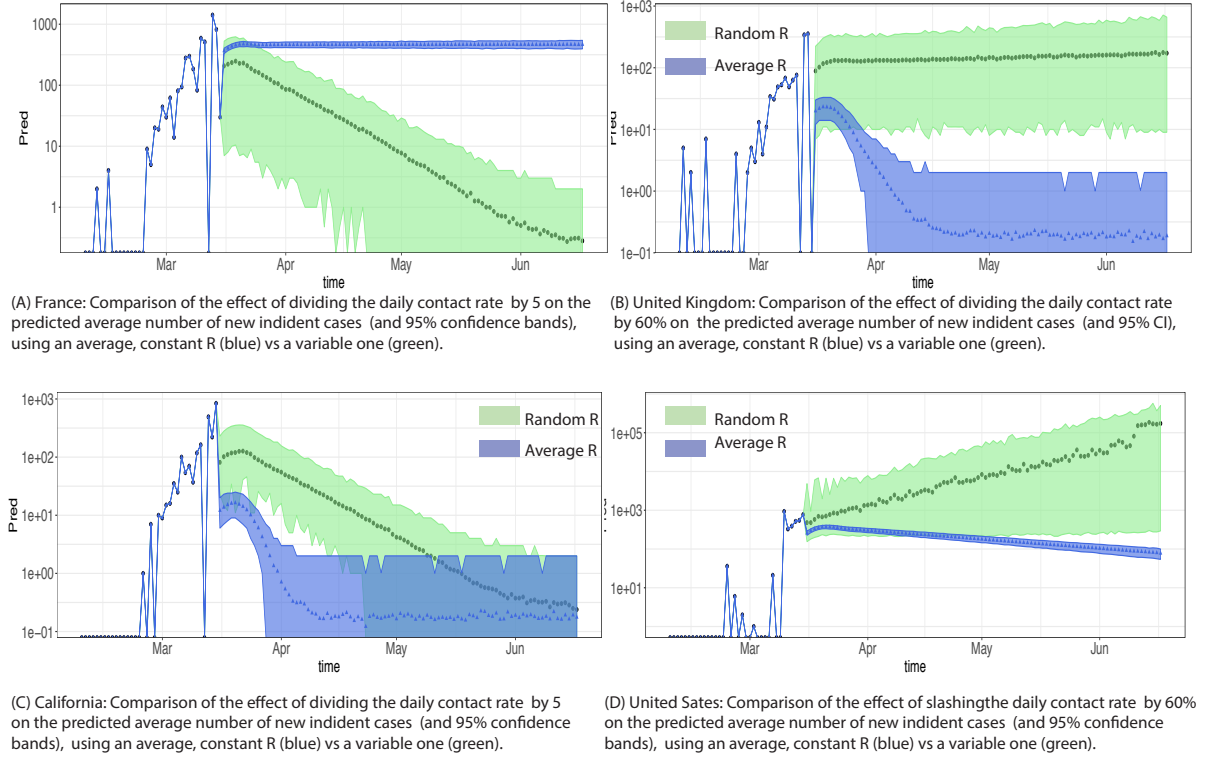 1000
100
10
1
Pred
Mar
Apr
May
Jun
time
(A) France: Comparison of the effect of dividing the daily contact rate by 5 on the
predicted average number of new indident cases (and 95% confidence bands),
using an average, constant R (blue) vs a variable one (green).
1e+03
1e+02
1e+01
1e+00
1e−01
Pred
Random R
Average R
Mar
Apr
May
Jun
time
(B) United Kingdom: Comparison of the effect of dividing the daily contact rate
by 60% on the predicted average number of new indident cases (and 95% CI),
using an average, constant R (blue) vs a variable one (green).
1e+03
1e+02
1e+01
1e+00
1e−01
Pred
Random R
Average R
Mar
Apr
May
Jun
time
(C) California: Comparison of the effect of dividing the daily contact rate by 5
on the predicted average number of new indident cases (and 95% confidence
bands), using an average, constant R (blue) vs a variable one (green).
1e+05
1e+03
1e+01
Random R
Average R
Mar
Apr
May
Jun
time
(D) United Sates: Comparison of the effect of slashingthe daily contact rate by 60%
on the predicted average number of new indident cases (and 95% confidence
bands), using an average, constant R (blue) vs a variable one (green).